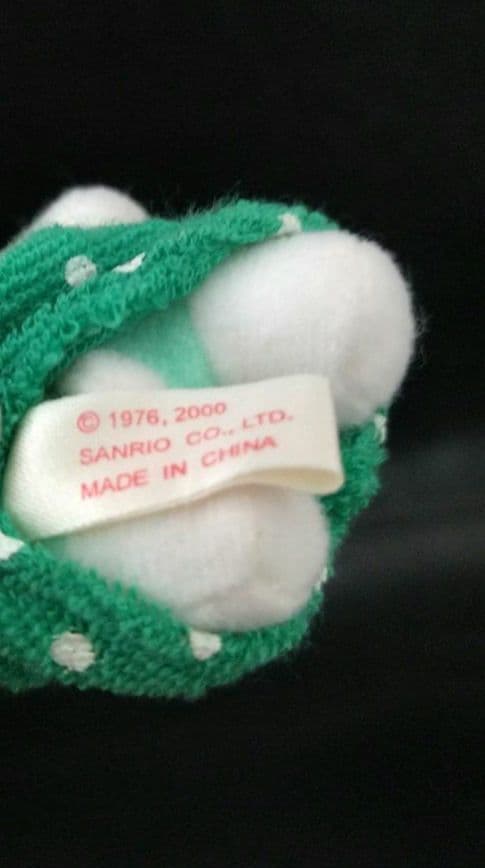 © 1976, 2000
SANRIO CO., LTD.
MADE IN CHINA